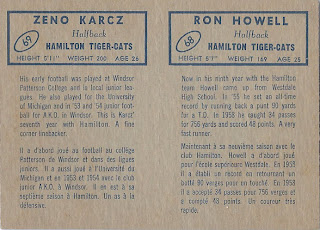 69
ZENO KARCZ
Halfback
HAMILTON TIGER-CATS
HEIGHT 5'11" WEIGHT 200 AGE 26
His early football was played at Windsor
Patterson College and the local junior leag-
ues. He also played for the University
of Michigan and in '53 and '54 junior foot-
ball for A.K.O. in Windsor. This is Karcz'
seventh year with Hamilton. A fine
corner linebacker.
Il a d'abord joué au football au collège
Patterson de Windsor et dans des ligues
juniors. Il a aussi joué à l'Université du
Michigan et en 1953 et 1954 avec le club
junior A.K.O. à Windsor. Il en est à sa
septième saison à Hamilton. Un as à la
défensive.
68
RON HOWELL
Halfback
HAMILTON TIGER-CATS
HEIGHT 5'7" WEIGHT 169 AGE 25
Now in his ninth year with the Hamilton
team Howell came up from Westdale
High School. In '55 he set an all-time
record by running back a punt 90 yards
for a T.D. In 1958 he caught 34 passes for
756 yards and scored 48 points. A very
fast runner.
Maintenant à sa neuvième saison avec le
club Hamilton. Howell a d'abord joué
pour l'école supérieure Westdale. En 1955
il a établi un record en retournant un
botté 90 verges pour un touché. En 1958
il a accepté 34 passes pour 756 verges et
a compté 48 points. Un coureur très
rapide.